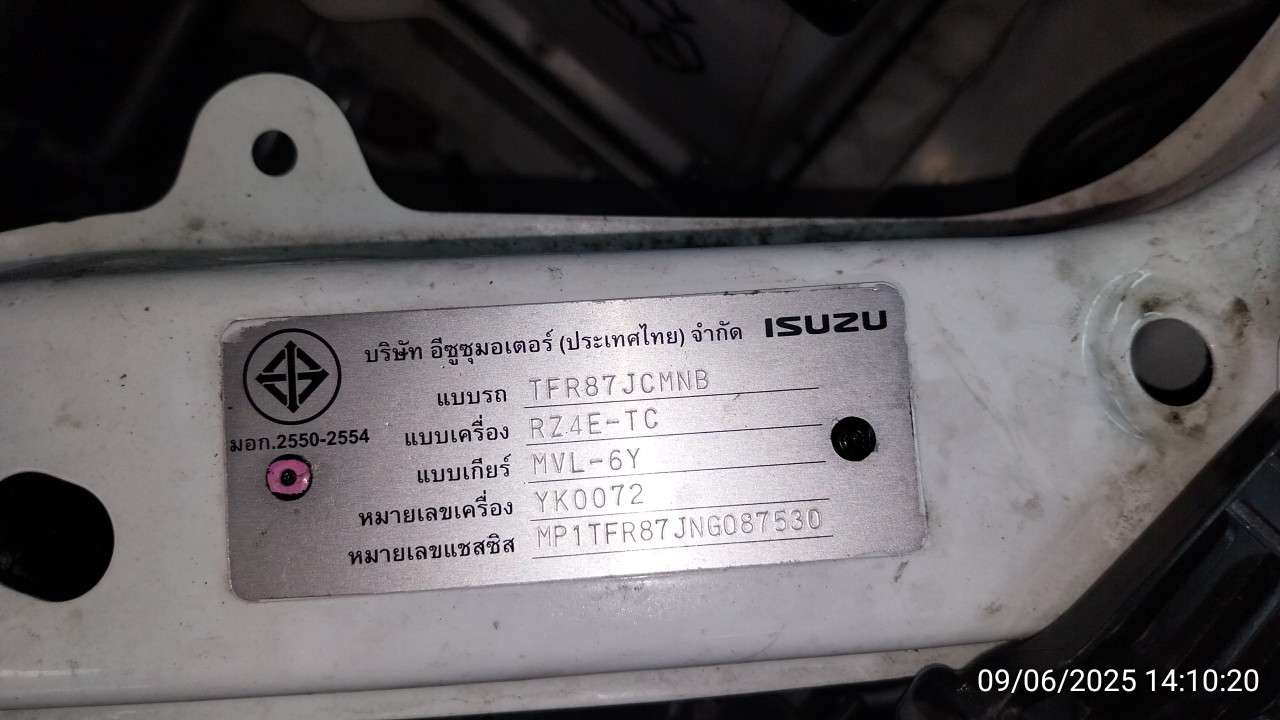 บริษัท อีซูซุมอเตอร์ (ประเทศไทย) จำกัด ISUZU
มอก.2550-2554
แบบรถ TFR87JCMNB
แบบเครื่อง RZ4E-TC
แบบเกียร์ MVL-6Y
หมายเลขเครื่อง YK0072
หมายเลขแชสซิส MP1TFR87JNG087530
09/06/2025 14:10:20